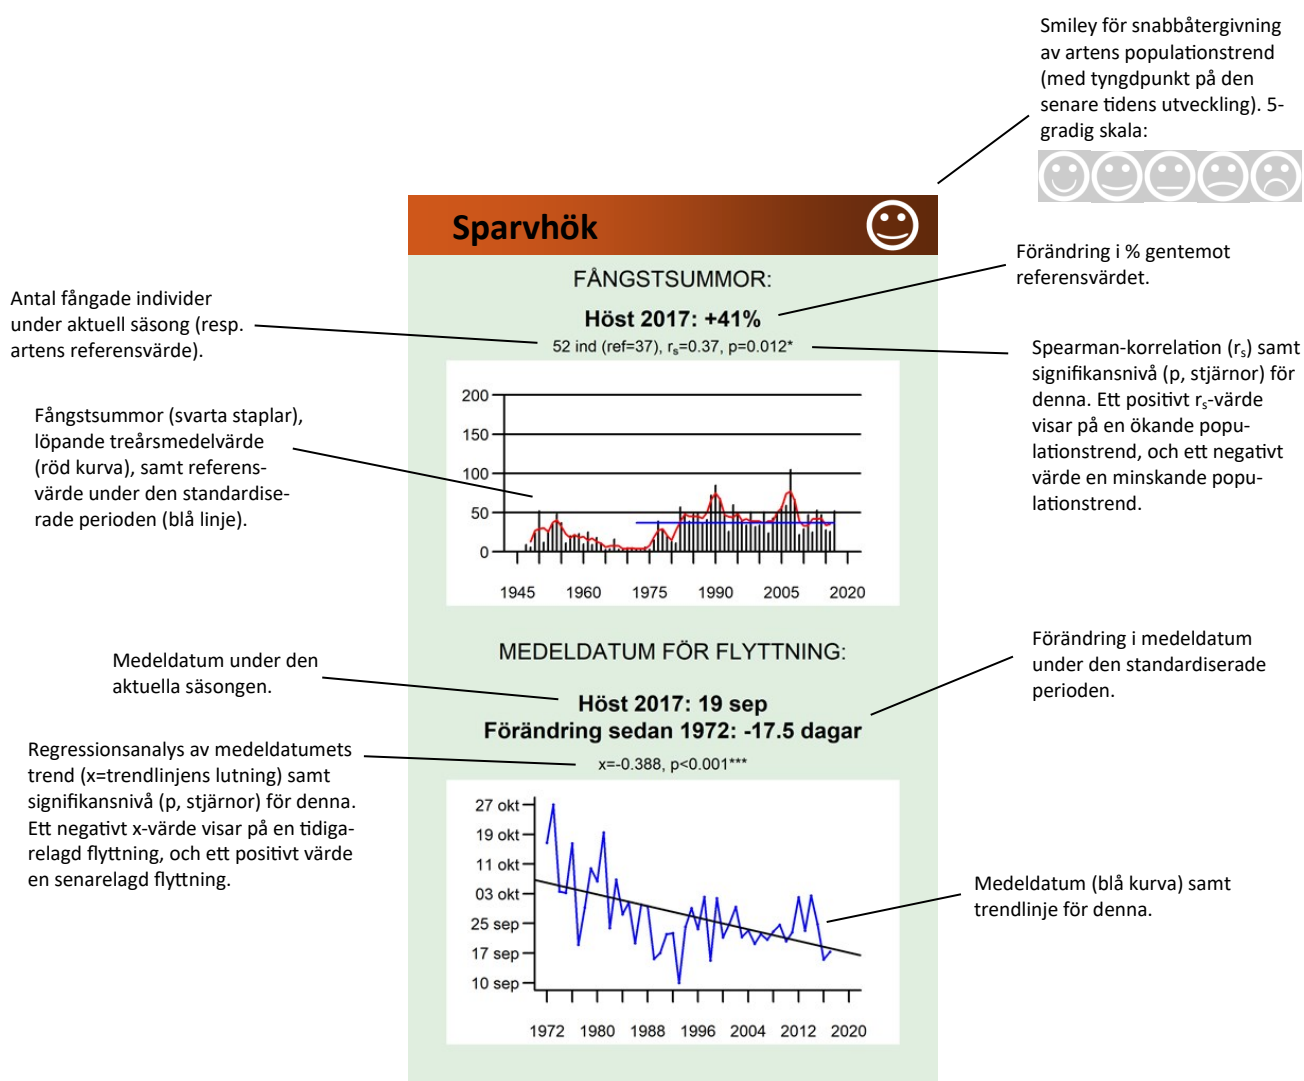 Smiley för snabbåtergivning
av artens populationstrend
(med tyngdpunkt på den
senare tidens utveckling). 5-
gradig skala:
Sparvhök
FÅNGSTSUMMOR:
Höst 2017: +41%
52 ind (ref=37), rs=0.37, p=0.012*
Förändring i % gentemot
referensvärdet.
Antal fångade individer
under aktuell säsong (resp.
artens referensvärde).
Spearman-korrelation (rs) samt
signifikansnivå (p, stjärnor) för
denna. Ett positivt rs-värde
visar på en ökande popu-
lationstrend, och ett negativt
värde en minskande popu-
lationstrend.
Fångstsummor (svarta staplar),
löpande treårsmedelvärde
(röd kurva), samt referens-
värde under den standardise-
rade perioden (blå linje).
200
150
100
50
0
1945 1960 1975 1990 2005 2020
MEDELDATUM FÖR FLYTTNING:
Höst 2017: 19 sep
Förändring sedan 1972: -17.5 dagar
x=-0.388, p<0.001***
Medeldatum under den
aktuella säsongen.
Förändring i medeldatum
under den standardiserade
perioden.
Regressionsanalys av medeldatumets
trend (x=trendlinjens lutning) samt
signifikansnivå (p, stjärnor) för denna.
Ett negativt x-värde visar på en tidiga-
relagd flyttning, och ett positivt värde
en senarelagd flyttning.
27 okt
19 okt
11 okt
03 okt
25 sep
17 sep
10 sep
1972 1980 1988 1996 2004 2012 2020
Medeldatum (blå kurva) samt
trendlinje för denna.